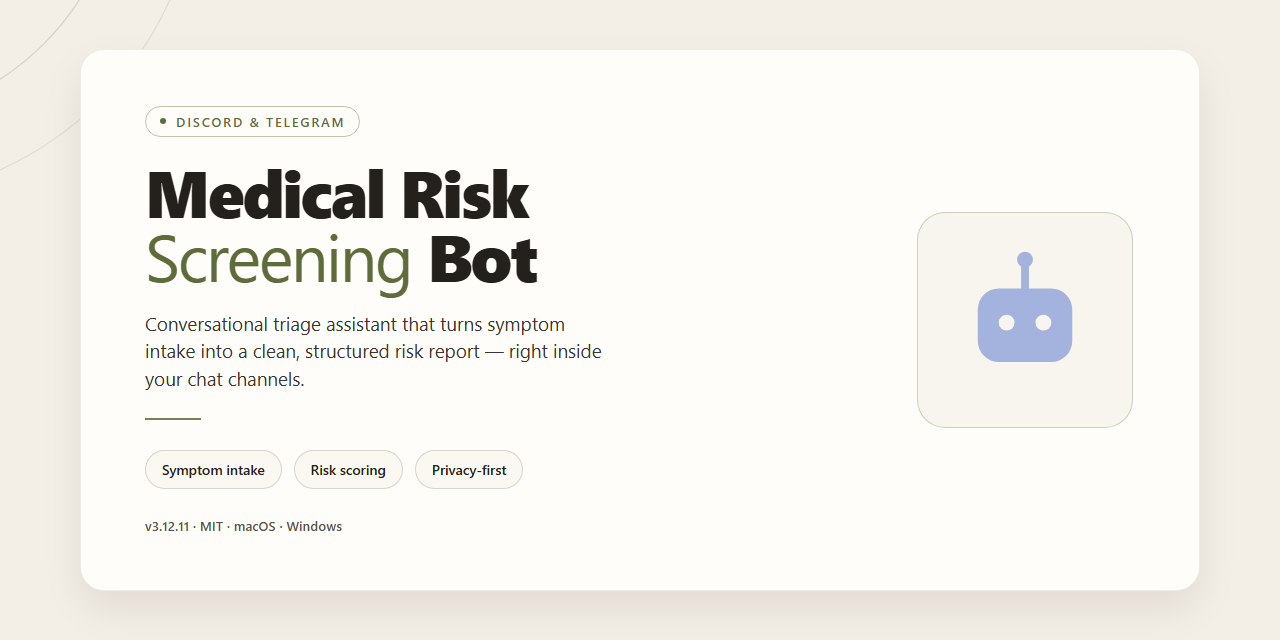 DISCORD & TELEGRAM
Medical Risk
Screening Bot
Conversational triage assistant that turns symptom
intake into a clean, structured risk report — right inside
your chat channels.
Symptom intake
Risk scoring
Privacy-first
v3.12.11 · MIT · macOS · Windows